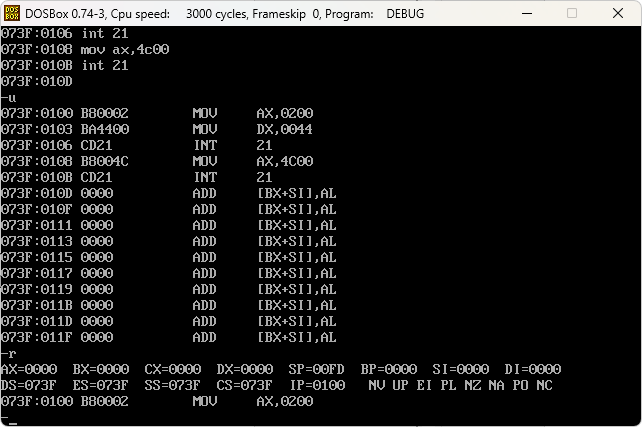 DOS BOX
DOSBox 0.74-3, Cpu speed: 3000 cycles, Frameskip 0, Program: DEBUG
073F:0106 int 21
073F:0108 mov ax,4c00
073F:010B int 21
073F:010D
-u
073F:0100 B80002 MOV AX,0200
073F:0103 BA4400 MOV DX,0044
073F:0106 CD21 INT 21
073F:0108 B8004C MOV AX,4C00
073F:010B CD21 INT 21
073F:010D 0000 ADD [BX+SI],AL
073F:010F 0000 ADD [BX+SI],AL
073F:0111 0000 ADD [BX+SI],AL
073F:0113 0000 ADD [BX+SI],AL
073F:0115 0000 ADD [BX+SI],AL
073F:0117 0000 ADD [BX+SI],AL
073F:0119 0000 ADD [BX+SI],AL
073F:011B 0000 ADD [BX+SI],AL
073F:011D 0000 ADD [BX+SI],AL
073F:011F 0000 ADD [BX+SI],AL
-r
AX=0000 BX=0000 CX=0000 DX=0000 SP=00FD BP=0000 SI=0000 DI=0000
DS=073F ES=073F SS=073F CS=073F IP=0100 NV UP EI PL NZ NA PO NC
073F:0100 B80002 MOV AX,0200
-_